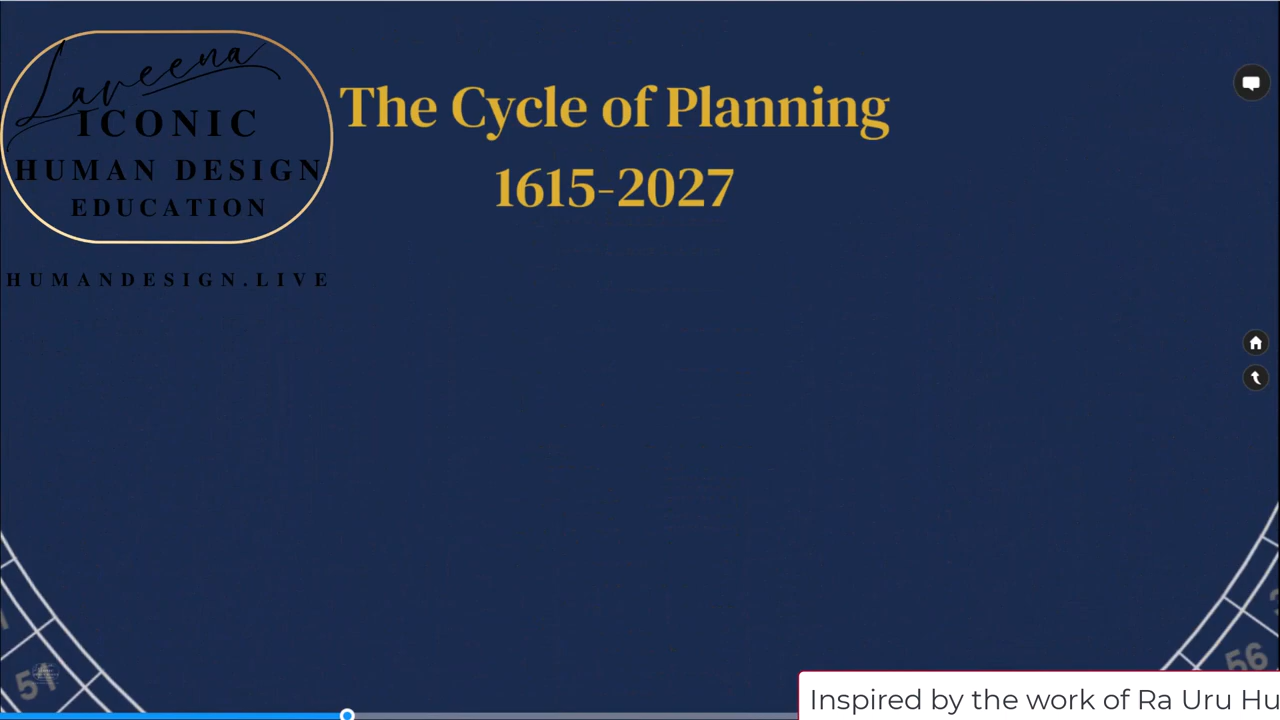 Laveena
ICONIC
HUMAN DESIGN
EDUCATION
HUMANDESIGN.LIVE
The Cycle of Planning
1615-2027
56
Inspired by the work of Ra Uru Hu